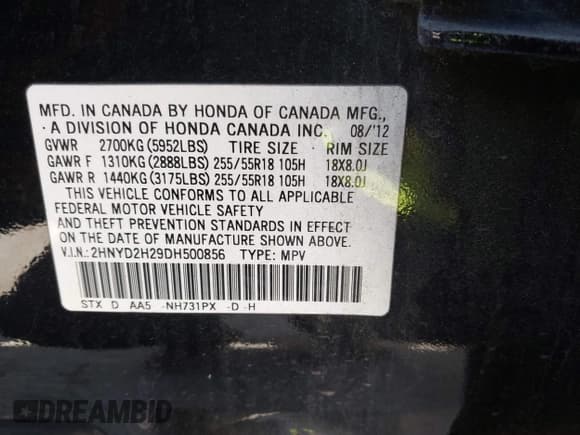 MFD. IN CANADA BY HONDA OF CANADA MFG.,
· A DIVISION OF HONDA CANADA INC. 08/'12
GVWR 2700KG (5952LBS) TIRE SIZE · RIM SIZE
GAWR F 1310KG (2888LBS) 255/55R18 105H 18X8.0J
GAWR R 1440KG (3175LBS) 255/55R18 105H 18X8.0J
THIS VEHICLE CONFORMS TO ALL APPLICABLE
FEDERAL MOTOR VEHICLE SAFETY
AND THEFT PREVENTION STANDARDS IN EFFECT
ON THE DATE OF MANUFACTURE SHOWN ABOVE.
V.I.N.: 2HNYD2H29DH500856 TYPE: MPV
STX D AA5 -NH731PX -D -H
DREAMBID